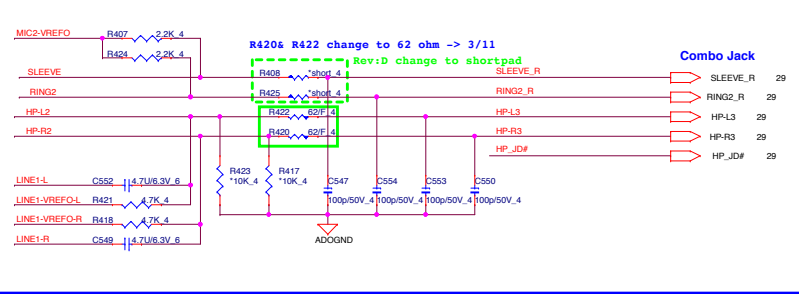 MIC2-VREFO R407 2.2K_4
R424 2.2K_4
R420& R422 change to 62 ohm -> 3/11
Rev:D change to shortpad
Combo Jack
SLEEVE R408 *short_4 SLEEVE_R SLEEVE_R 29
RING2 R425 *short_4 RING2_R RING2_R 29
HP-L2 R422 62/F_4 HP-L3 HP-L3 29
HP-R2 R420 62/F_4 HP-R3 HP-R3 29
HP_JD# HP_JD# 29
R423 R417
*10K_4 *10K_4
LINE1-L C552 4.7U/6.3V_6 C547 C554 C553 C550
LINE1-VREFO-L R421 4.7K_4 100p/50V_4 100p/50V_4 100p/50V_4 100p/50V_4
LINE1-VREFO-R R418 4.7K_4
LINE1-R C549 4.7U/6.3V_6
ADOGND